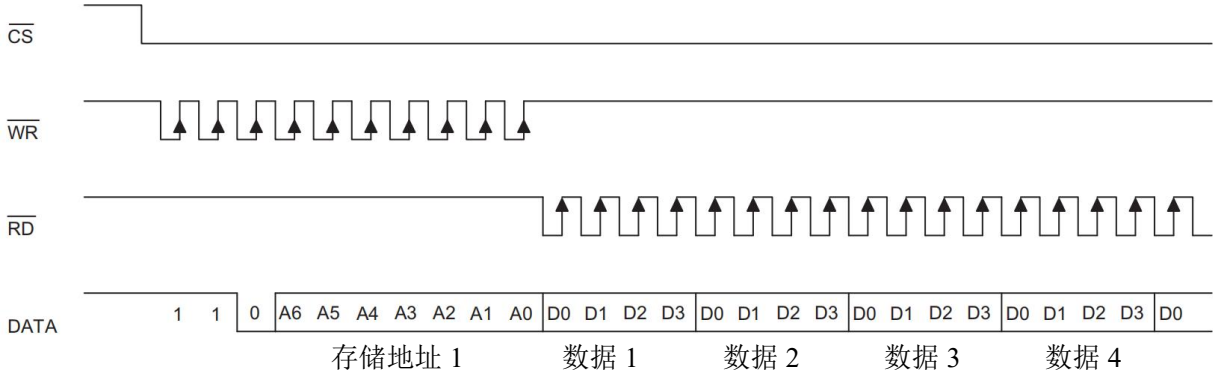 CS
WR
RD
DATA 1 1 0 A6 A5 A4 A3 A2 A1 A0 D0 D1 D2 D3 D0 D1 D2 D3 D0 D1 D2 D3 D0 D1 D2 D3 D0
存储地址 1 数据 1 数据 2 数据 3 数据 4